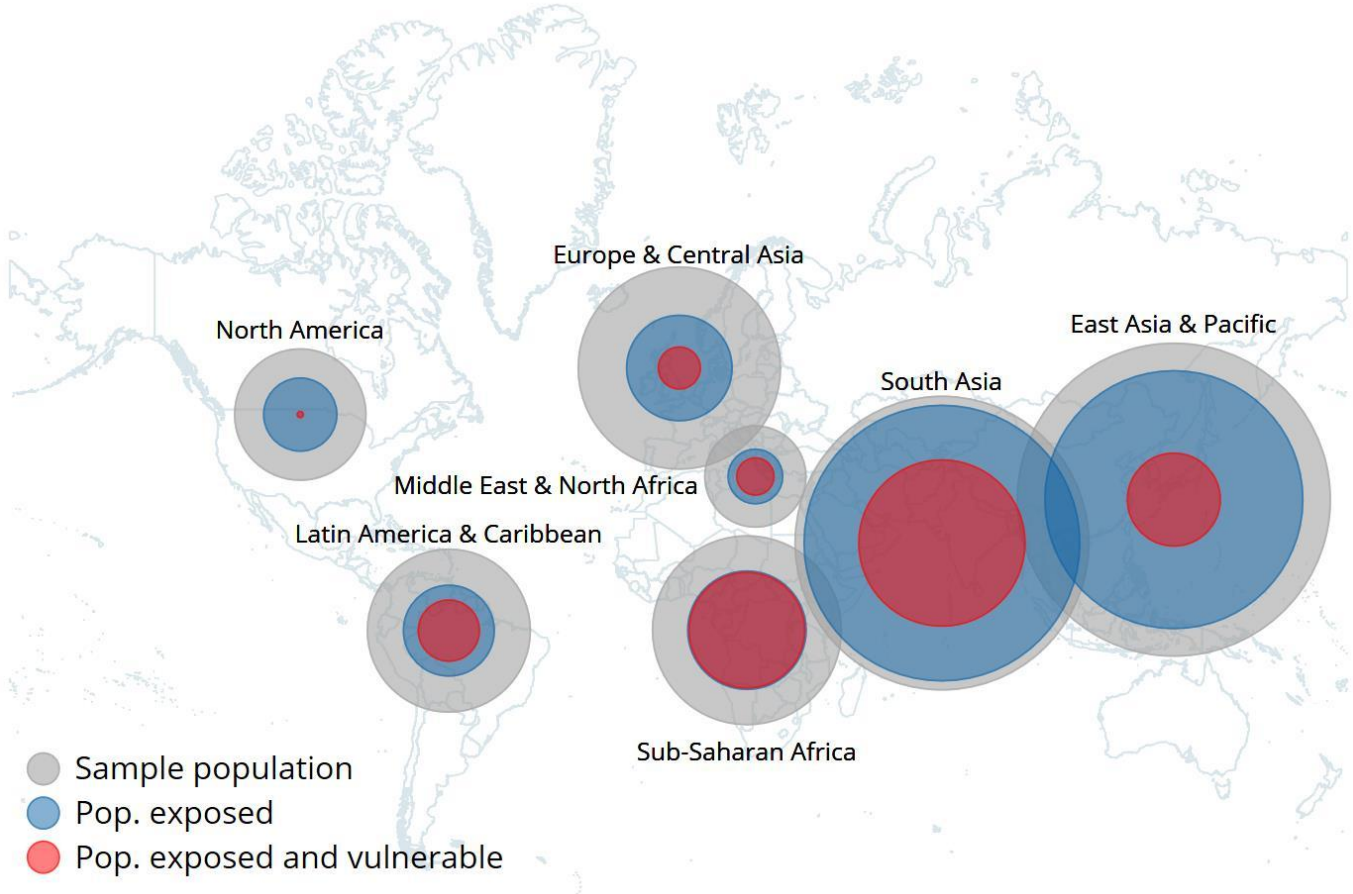 Europe & Central Asia
North America
East Asia & Pacific
South Asia
Middle East & North Africa
Latin America & Caribbean
Sub-Saharan Africa
Sample population
Pop. exposed
Pop. exposed and vulnerable